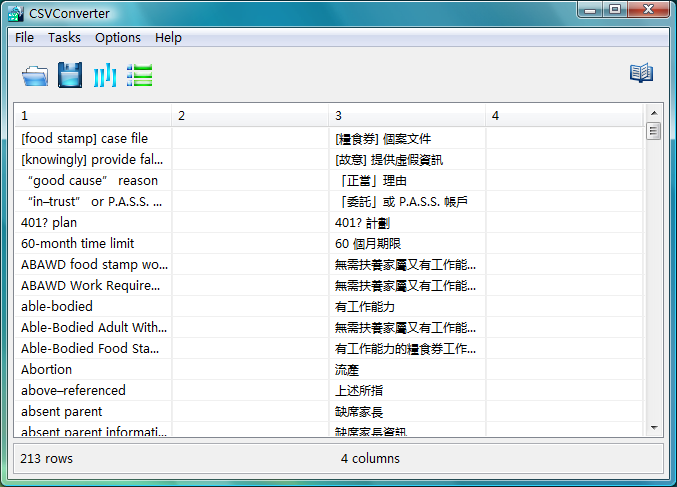 CSVConverter
File Tasks Options Help
1 2 3 4
[food stamp] case file [糧食券] 個案文件
[knowingly] provide fal... [故意] 提供虛假資訊
“good cause” reason 「正當」理由
“in–trust” or P.A.S.S. ... 「委託」或 P.A.S.S. 帳戶
401? plan 401? 計劃
60-month time limit 60 個月期限
ABAWD food stamp wo... 無需扶養家屬又有工作能...
ABAWD Work Require... 無需扶養家屬又有工作能...
able-bodied 有工作能力
Able-Bodied Adult With... 無需扶養家屬又有工作能...
Able-Bodied Food Sta... 有工作能力的糧食券工作...
Abortion 流產
above–referenced 上述所指
absent parent 缺席家長
absent parent informati... 缺席家長資訊
213 rows 4 columns